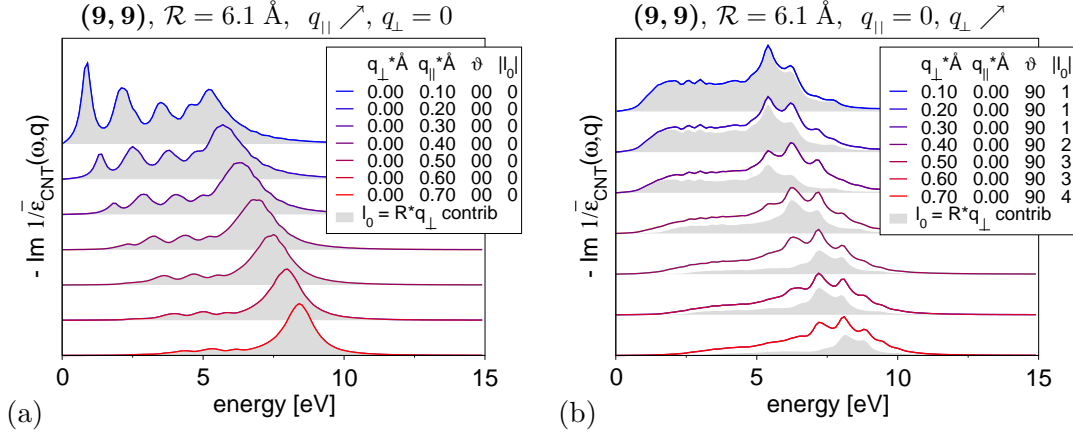 (9, 9), R = 6.1 Å, q|| ↗, q⊥ = 0
q⊥*Å q||*Å ϑ |l0|
0.00 0.10 00 0
0.00 0.20 00 0
0.00 0.30 00 0
0.00 0.40 00 0
0.00 0.50 00 0
0.00 0.60 00 0
0.00 0.70 00 0
l0 = R*q⊥ contrib
- Im 1/ε̄CNT(ω,q)
0 5 10 15
energy [eV]
(a)
(9, 9), R = 6.1 Å, q|| = 0, q⊥ ↗
q⊥*Å q||*Å ϑ |l0|
0.10 0.00 90 1
0.20 0.00 90 1
0.30 0.00 90 1
0.40 0.00 90 2
0.50 0.00 90 3
0.60 0.00 90 3
0.70 0.00 90 4
l0 = R*q⊥ contrib
- Im 1/ε̄CNT(ω,q)
0 5 10 15
energy [eV]
(b)